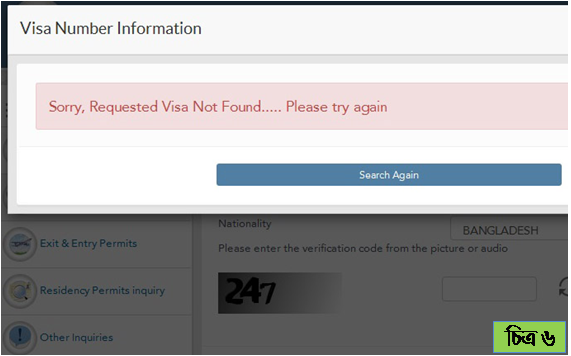 Visa Number Information
Sorry, Requested Visa Not Found..... Please try again
Search Again
Nationality
BANGLADESH
Please enter the verification code from the picture or audio
247
Exit & Entry Permits
Residency Permits inquiry
Other Inquiries
চিত্র ৬